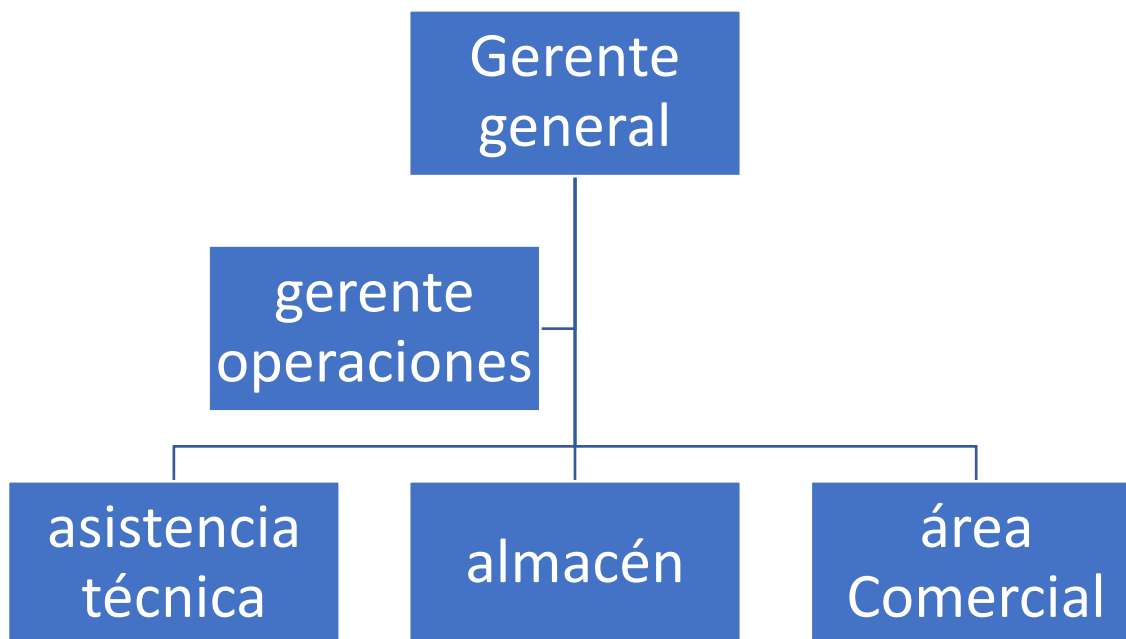 Gerente
general
gerente
operaciones
asistencia
técnica
almacén
área
Comercial